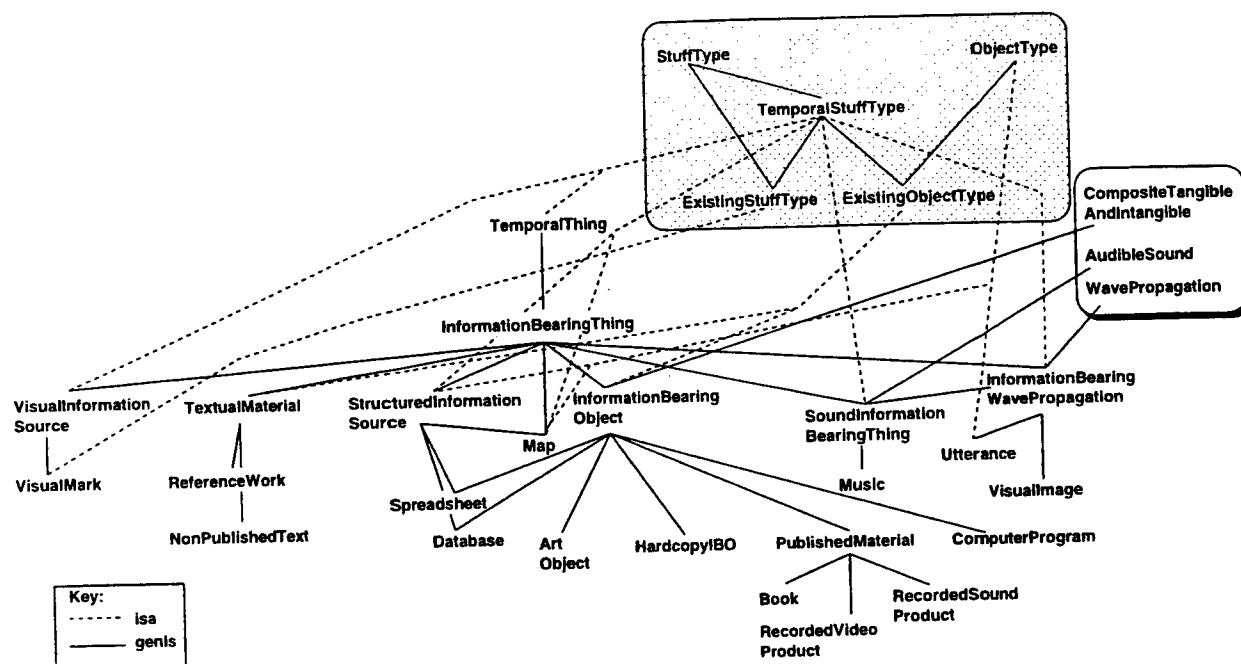 StuffType
ObjectType
TemporalStuffType
ExistingStuffType
ExistingObjectType
CompositeTangible
AndIntangible
AudibleSound
WavePropagation
TemporalThing
InformationBearingThing
VisualInformation
Source
TextualMaterial
StructuredInformation
Source
InformationBearing
Object
SoundInformation
BearingThing
InformationBearing
WavePropagation
Map
Utterance
VisualMark
ReferenceWork
Spreadsheet
Music
VisualImage
NonPublishedText
Database
Art
Object
HardcopyIBO
PublishedMaterial
ComputerProgram
Book
RecordedVideo
Product
RecordedSound
Product
Key:
isa
genls